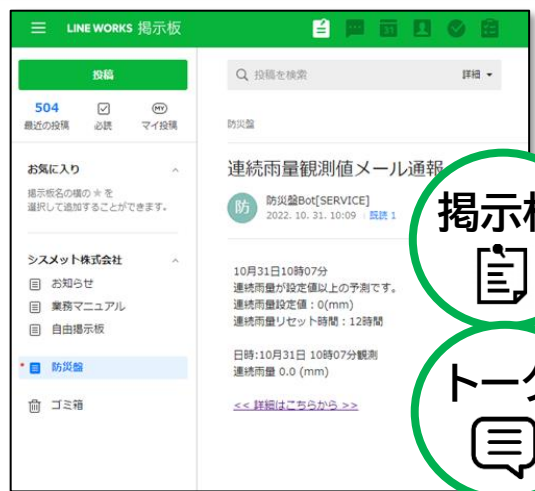 LINE WORKS 掲示板
31
投稿
投稿を検索
詳細
504
MY
最近の投稿
必読
マイ投稿
防災盤
お気に入り
掲示板名の横の★を
選択して追加することができます。
連続雨量観測値メール通報
防
防災盤Bot[SERVICE]
2022. 10. 31. 10:09
既読 1
シスメット株式会社
お知らせ
業務マニュアル
自由掲示板
防災盤
ゴミ箱
10月31日10時07分
連続雨量が設定値以上の予測です。
連続雨量設定値:0(mm)
連続雨量リセット時間:12時間
日時:10月31日 10時07分観測
連続雨量 0.0 (mm)
<< 詳細はこちらから >>
掲示
トー